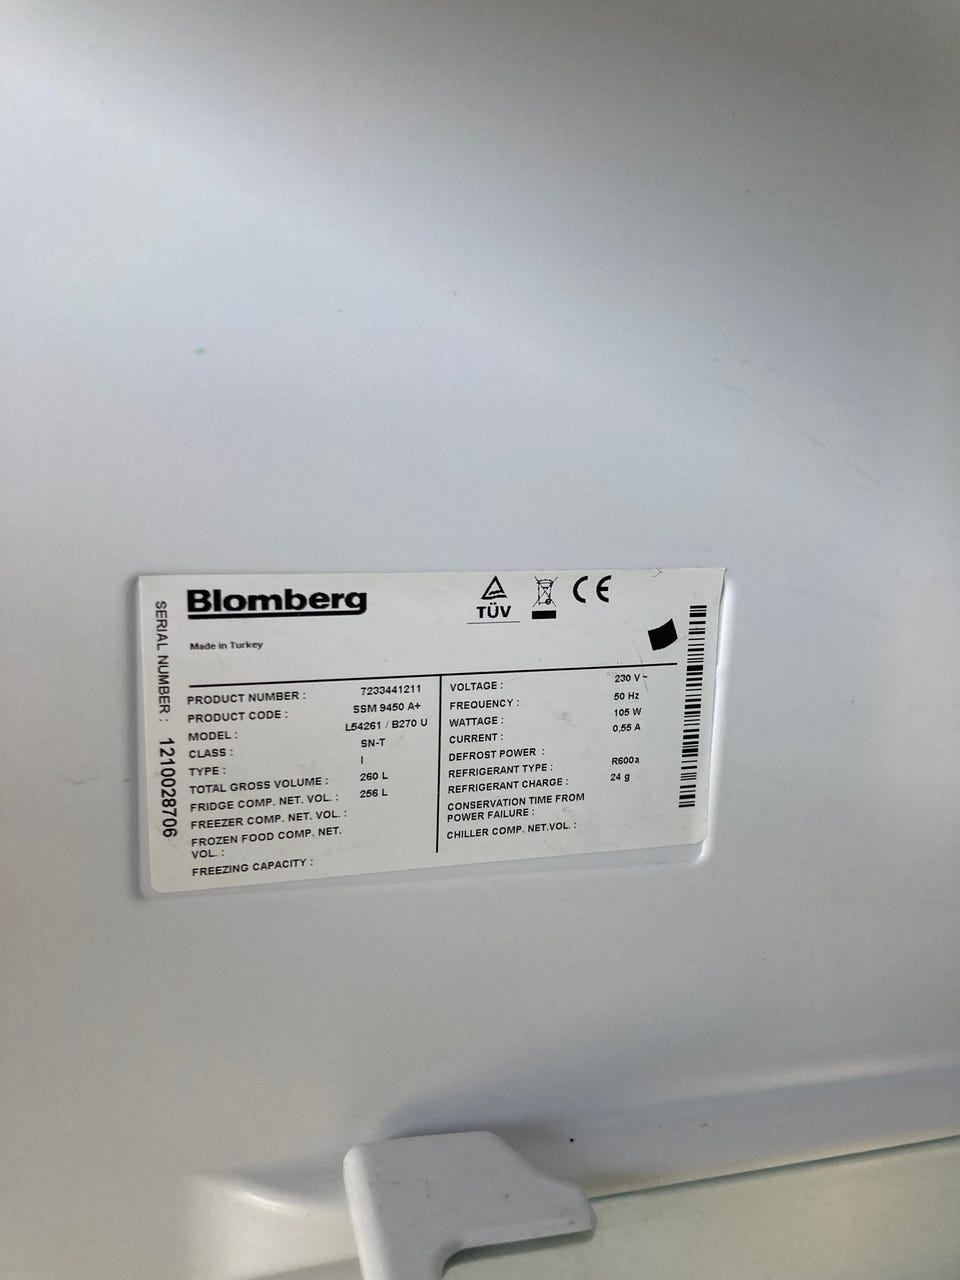 Blomberg
Made in Turkey
TÜV
CE
SERIAL NUMBER : 1210028706
PRODUCT NUMBER : 7233441211
PRODUCT CODE : SSM 9450 A+
MODEL : L54261 / B270 U
CLASS : SN-T
TYPE : I
TOTAL GROSS VOLUME : 260 L
FRIDGE COMP. NET. VOL. : 256 L
FREEZER COMP. NET. VOL. :
FROZEN FOOD COMP. NET.
VOL. :
FREEZING CAPACITY :
VOLTAGE : 230 V ~
FREQUENCY : 50 Hz
WATTAGE : 105 W
CURRENT : 0,55 A
DEFROST POWER :
REFRIGERANT TYPE : R600a
REFRIGERANT CHARGE : 24 g
CONSERVATION TIME FROM
POWER FAILURE :
CHILLER COMP. NET.VOL. :